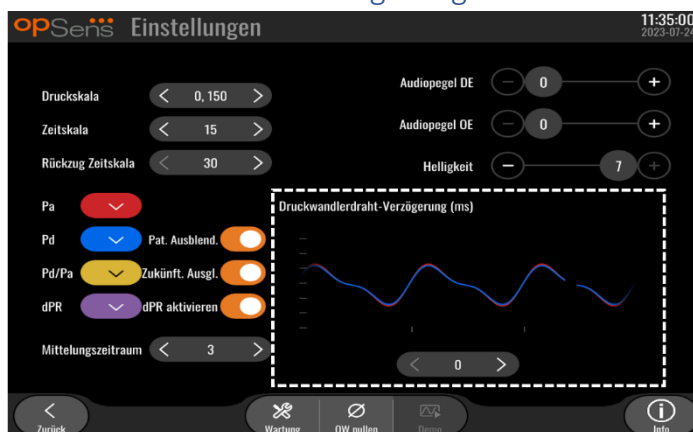 opSens Einstellungen
11:35:00
2023-07-24
Druckskala 0, 150
Zeitskala 15
Rückzug Zeitskala 30
Audiopegel DE 0
Audiopegel OE 0
Helligkeit 7
Pa
Pd Pat. Ausblend.
Pd/Pa Zukünft. Ausgl.
dPR dPR aktivieren
Mittelungszeitraum 3
Druckwandlerdraht-Verzögerung (ms)
0
Zurück
Wartung
OW nullen
Demo
Info